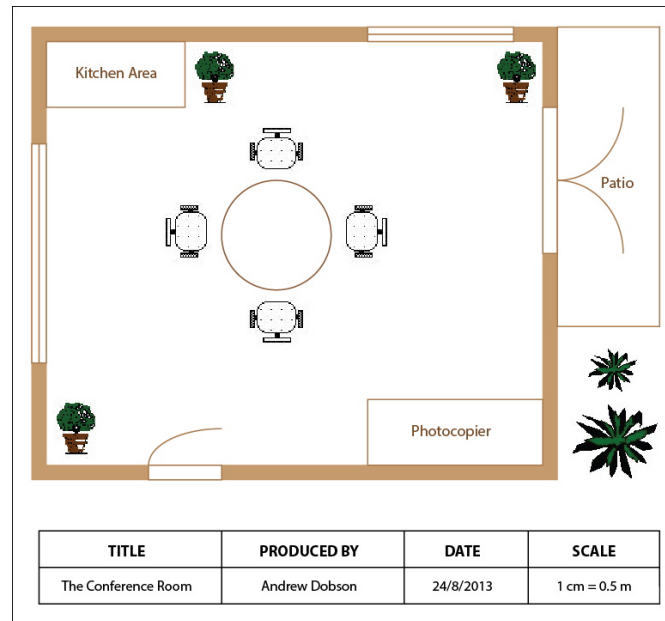 Kitchen Area
Patio
Photocopier
TITLE PRODUCED BY DATE SCALE
The Conference Room Andrew Dobson 24/8/2013 1 cm = 0.5 m